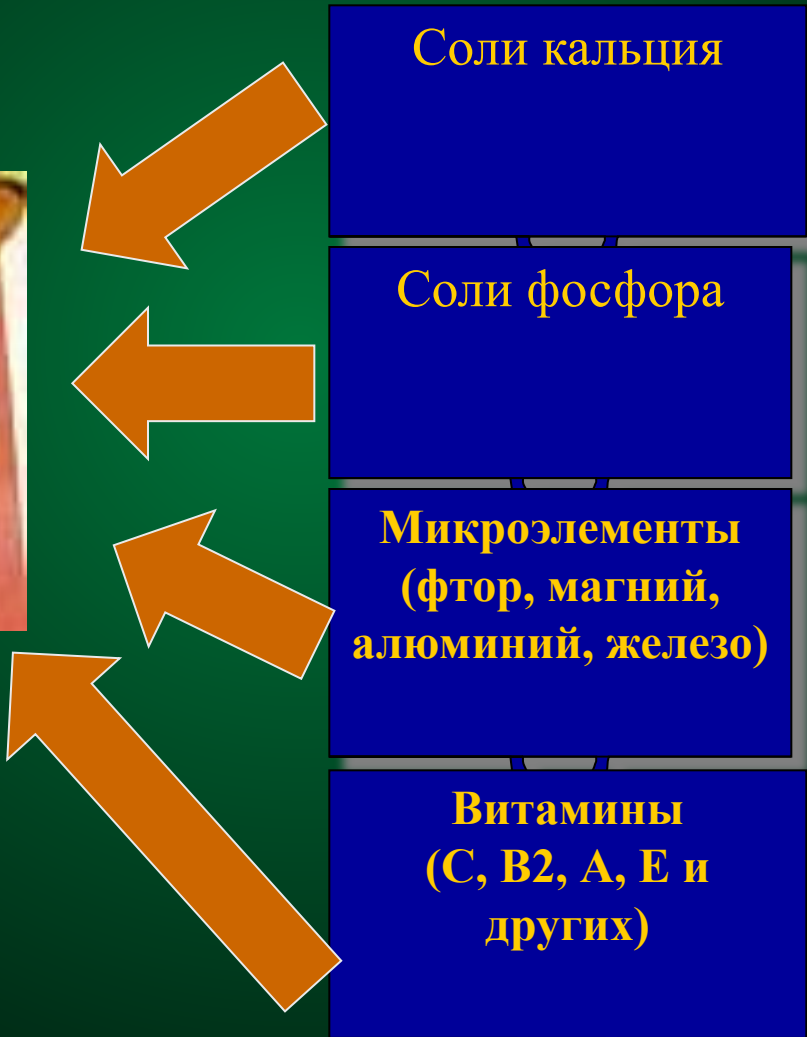 Соли кальция
Соли фосфора
Микроэлементы
(фтор, магний,
алюминий, железо)
Витамины
(С, В2, А, Е и
других)